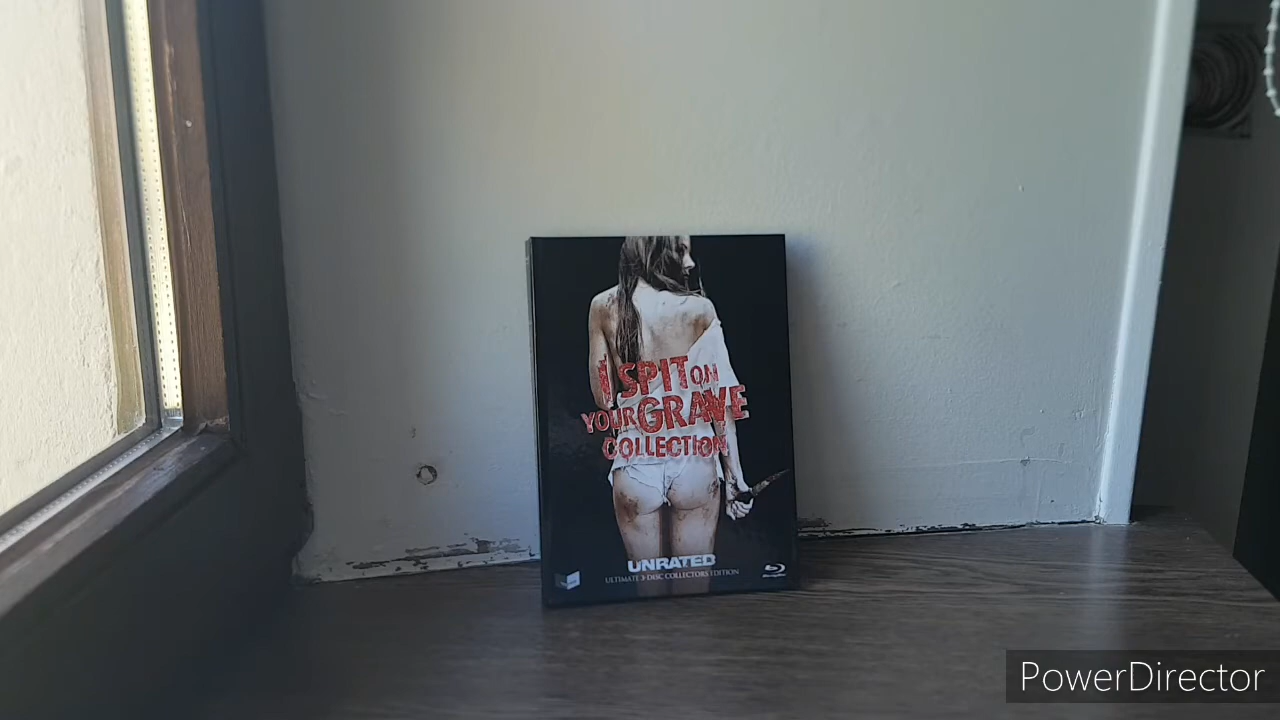 I SPIT ON
YOUR GRAVE
COLLECTION
UNRATED
ULTIMATE 3-DISC COLLECTORS EDITION
PowerDirector